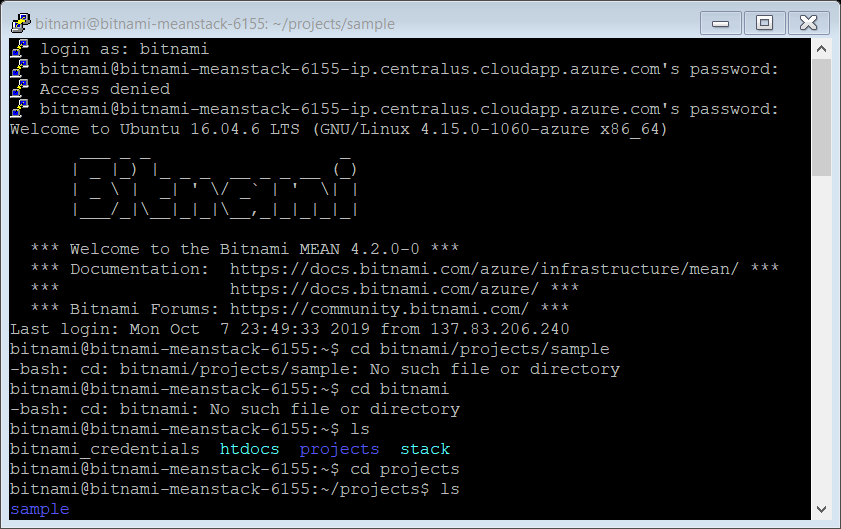 bitnami@bitnami-meanstack-6155: ~/projects/sample
login as: bitnami
bitnami@bitnami-meanstack-6155-ip.centralus.cloudapp.azure.com's password:
Access denied
bitnami@bitnami-meanstack-6155-ip.centralus.cloudapp.azure.com's password:
Welcome to Ubuntu 16.04.6 LTS (GNU/Linux 4.15.0-1060-azure x86_64)
       ___ _ _                   _
      | _ |_) |_ _ _  __ _ _ __ (_)
      | _ \ |  _| ' \/ _` | '  \| |
      |___/_|\__|_|_|\__,_|_|_|_|_|
*** Welcome to the Bitnami MEAN 4.2.0-0 ***
*** Documentation:  https://docs.bitnami.com/azure/infrastructure/mean/ ***
***                 https://docs.bitnami.com/azure/ ***
*** Bitnami Forums: https://community.bitnami.com/ ***
Last login: Mon Oct  7 23:49:33 2019 from 137.83.206.240
bitnami@bitnami-meanstack-6155:~$ cd bitnami/projects/sample
-bash: cd: bitnami/projects/sample: No such file or directory
bitnami@bitnami-meanstack-6155:~$ cd bitnami
-bash: cd: bitnami: No such file or directory
bitnami@bitnami-meanstack-6155:~$ ls
bitnami_credentials  htdocs  projects  stack
bitnami@bitnami-meanstack-6155:~$ cd projects
bitnami@bitnami-meanstack-6155:~/projects$ ls
sample